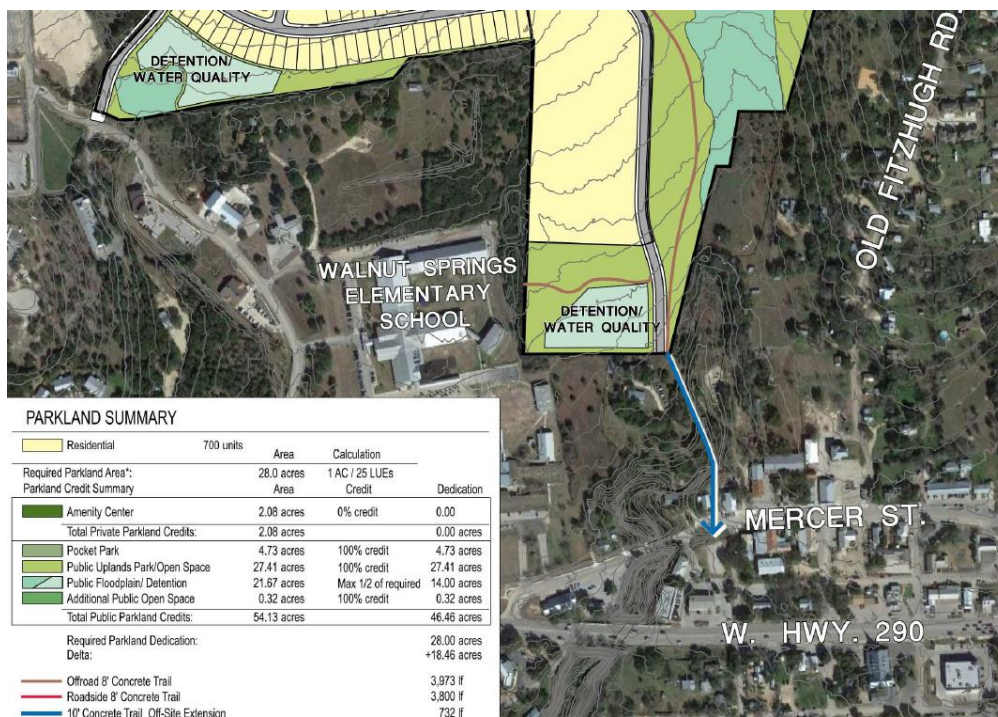 DETENTION/
WATER QUALITY
OLD FITZHUGH RD.
WALNUT SPRINGS
ELEMENTARY
SCHOOL
DETENTION/
WATER QUALITY
MERCER ST.
W. HWY. 290
PARKLAND SUMMARY
Residential 700 units
Area Calculation
Required Parkland Area*: 28.0 acres 1 AC / 25 LUEs
Parkland Credit Summary Area Credit Dedication
Amenity Center 2.08 acres 0% credit 0.00
Total Private Parkland Credits: 2.08 acres 0.00 acres
Pocket Park 4.73 acres 100% credit 4.73 acres
Public Uplands Park/Open Space 27.41 acres 100% credit 27.41 acres
Public Floodplain/ Detention 21.67 acres Max 1/2 of required 14.00 acres
Additional Public Open Space 0.32 acres 100% credit 0.32 acres
Total Public Parkland Credits: 54.13 acres 46.46 acres
Required Parkland Dedication: 28.00 acres
Delta: +18.46 acres
Offroad 8' Concrete Trail 3,973 lf
Roadside 8' Concrete Trail 3,800 lf
10' Concrete Trail Off-Site Extension 732 lf